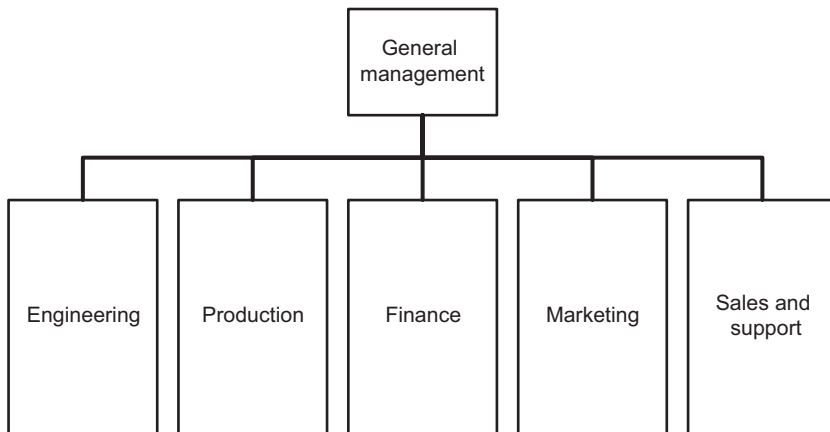 General
management
Engineering
Production
Finance
Marketing
Sales and
support